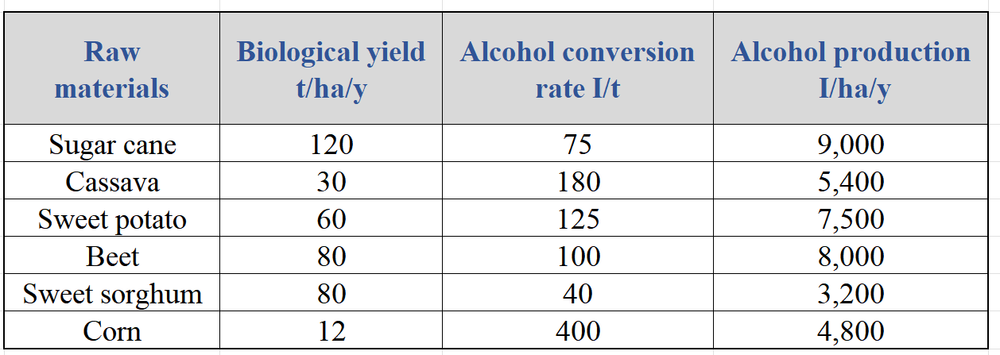 Raw materials | Biological yield t/ha/y | Alcohol conversion rate I/t | Alcohol production I/ha/y
Sugar cane | 120 | 75 | 9,000
Cassava | 30 | 180 | 5,400
Sweet potato | 60 | 125 | 7,500
Beet | 80 | 100 | 8,000
Sweet sorghum | 80 | 40 | 3,200
Corn | 12 | 400 | 4,800